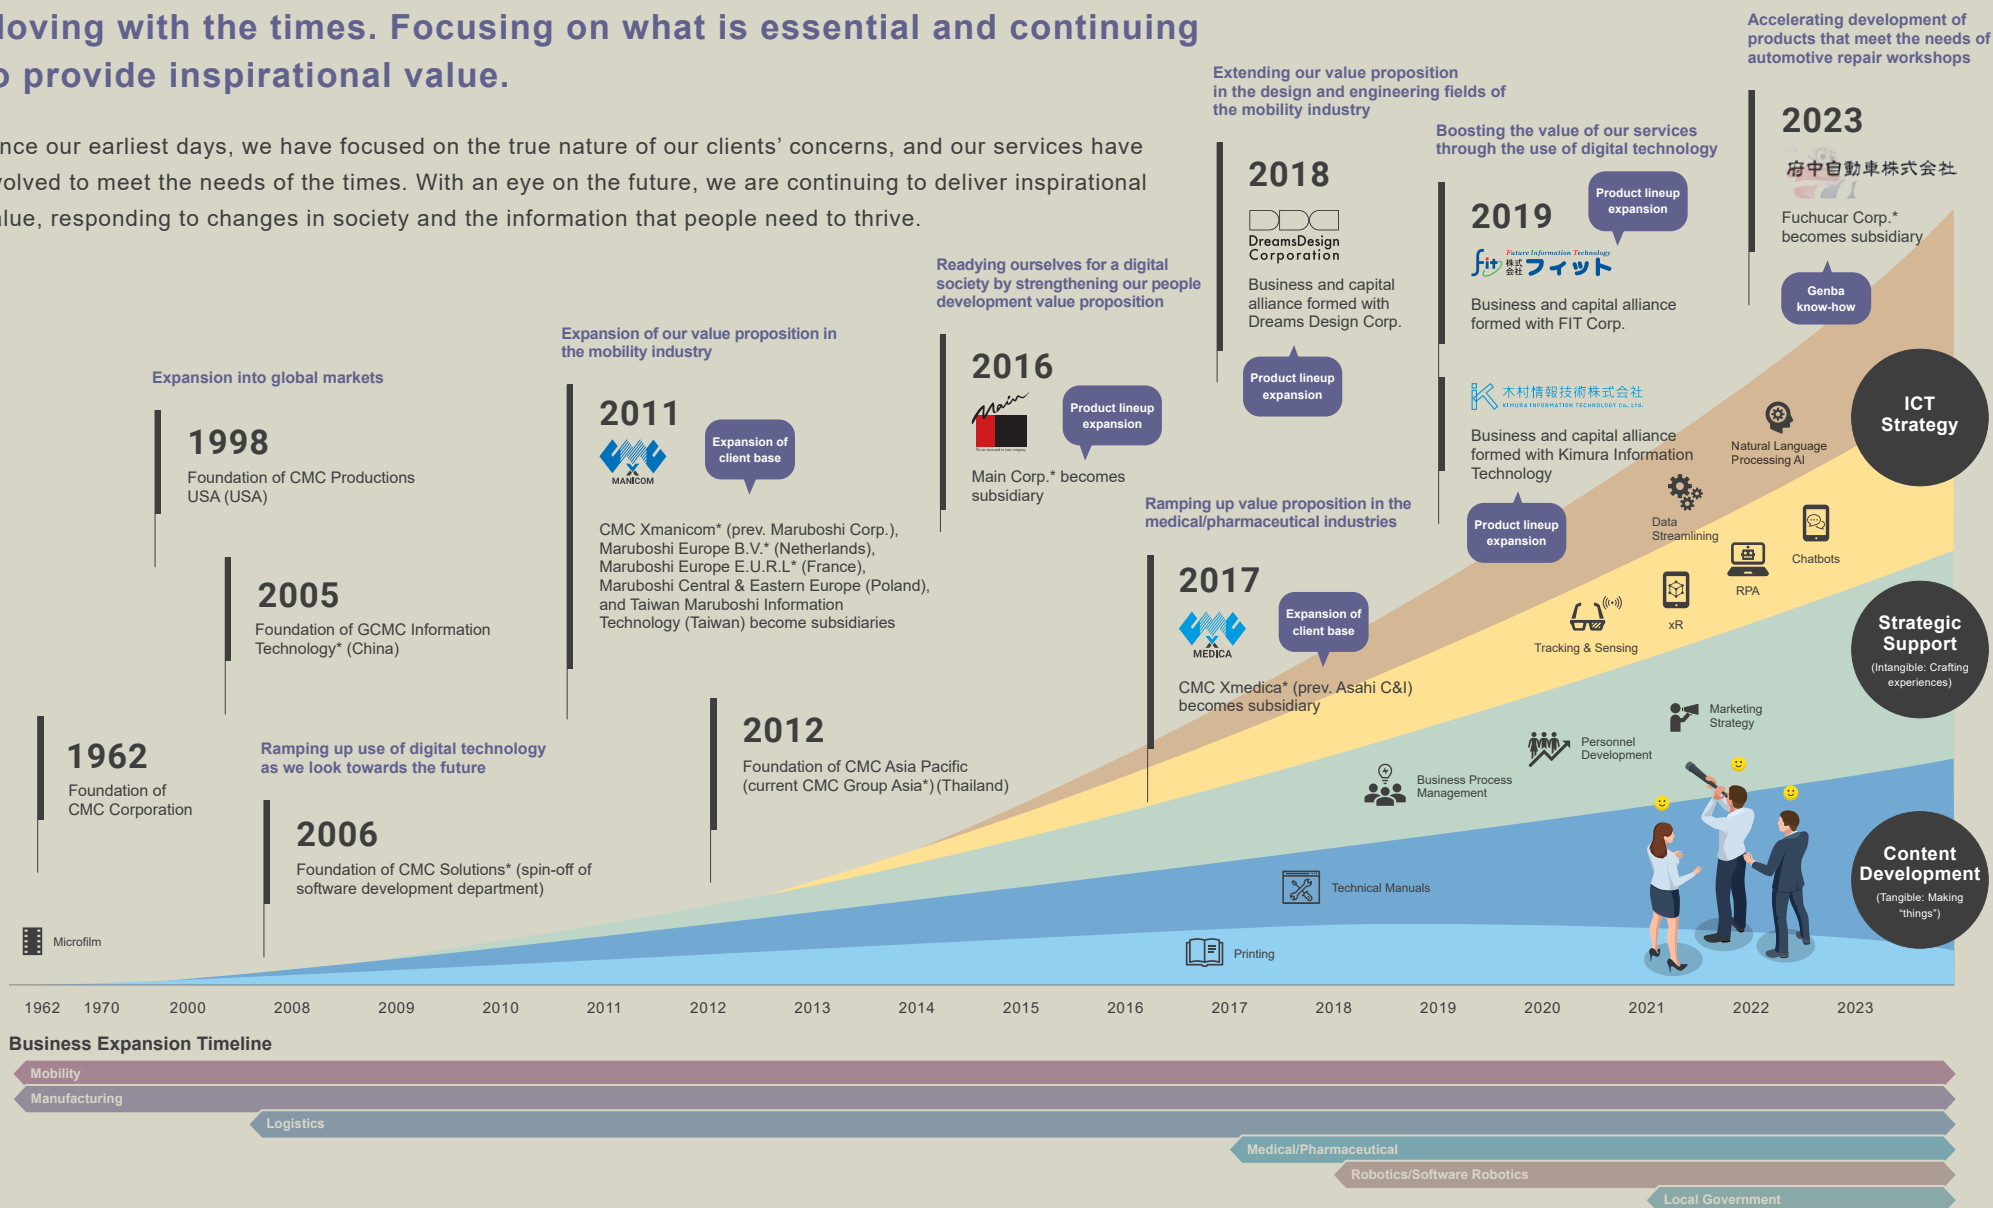 loving with the times. Focusing on what is essential and continuing
o provide inspirational value.
nce our earliest days, we have focused on the true nature of our clients' concerns, and our services have
volved to meet the needs of the times. With an eye on the future, we are continuing to deliver inspirational
alue, responding to changes in society and the information that people need to thrive.
1962
Foundation of
CMC Corporation
Microfilm
Expansion into global markets
1998
Foundation of CMC Productions
USA (USA)
2005
Foundation of GCMC Information
Technology* (China)
Ramping up use of digital technology
as we look towards the future
2006
Foundation of CMC Solutions* (spin-off of
software development department)
Expansion of our value proposition in
the mobility industry
2011
CMC
X
MANICOM
Expansion of
client base
CMC Xmanicom* (prev. Maruboshi Corp.),
Maruboshi Europe B.V.* (Netherlands),
Maruboshi Europe E.U.R.L* (France),
Maruboshi Central & Eastern Europe (Poland),
and Taiwan Maruboshi Information
Technology (Taiwan) become subsidiaries
2012
Foundation of CMC Asia Pacific
(current CMC Group Asia*) (Thailand)
Readying ourselves for a digital
society by strengthening our people
development value proposition
2016
Main
Product lineup
expansion
Main Corp.* becomes
subsidiary
Ramping up value proposition in the
medical/pharmaceutical industries
2017
CMC
X
MEDICA
Expansion of
client base
CMC Xmedica* (prev. Asahi C&I)
becomes subsidiary
Extending our value proposition
in the design and engineering fields of
the mobility industry
2018
DDC
DreamsDesign
Corporation
Business and capital
alliance formed with
Dreams Design Corp.
Product lineup
expansion
Boosting the value of our services
through the use of digital technology
2019
Product lineup
expansion
Future Information Technology
fit 株式会社 フィット
Business and capital alliance
formed with FIT Corp.
木村情報技術株式会社
KIMURA INFORMATION TECHNOLOGY Co., Ltd.
Business and capital alliance
formed with Kimura Information
Technology
Product lineup
expansion
Accelerating development of
products that meet the needs of
automotive repair workshops
2023
府中自動車株式会社
Fuchucar Corp.*
becomes subsidiary
Genba
know-how
ICT
Strategy
Natural Language
Processing AI
Data
Streamlining
Chatbots
RPA
xR
Tracking & Sensing
Strategic
Support
(Intangible: Crafting
experiences)
Marketing
Strategy
Personnel
Development
Business Process
Management
Content
Development
(Tangible: Making
"things")
Technical Manuals
Printing
1962 1970 2000 2008 2009 2010 2011 2012 2013 2014 2015 2016 2017 2018 2019 2020 2021 2022 2023
Business Expansion Timeline
Mobility
Manufacturing
Logistics
Medical/Pharmaceutical
Robotics/Software Robotics
Local Government